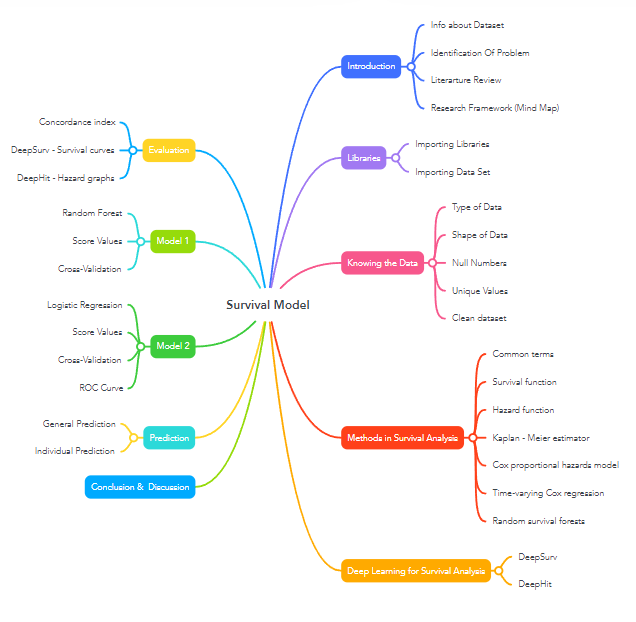 Survival Model
Introduction
Info about Dataset
Identification Of Problem
Literarture Review
Research Framework (Mind Map)
Libraries
Importing Libraries
Importing Data Set
Knowing the Data
Type of Data
Shape of Data
Null Numbers
Unique Values
Clean dataset
Methods in Survival Analysis
Common terms
Survival function
Hazard function
Kaplan - Meier estimator
Cox proportional hazards model
Time-varying Cox regression
Random survival forests
Deep Learning for Survival Analysis
DeepSurv
DeepHit
Evaluation
Concordance index
DeepSurv - Survival curves
DeepHit - Hazard graphs
Model 1
Random Forest
Score Values
Cross-Validation
Model 2
Logistic Regression
Score Values
Cross-Validation
ROC Curve
Prediction
General Prediction
Individual Prediction
Conclusion & Discussion